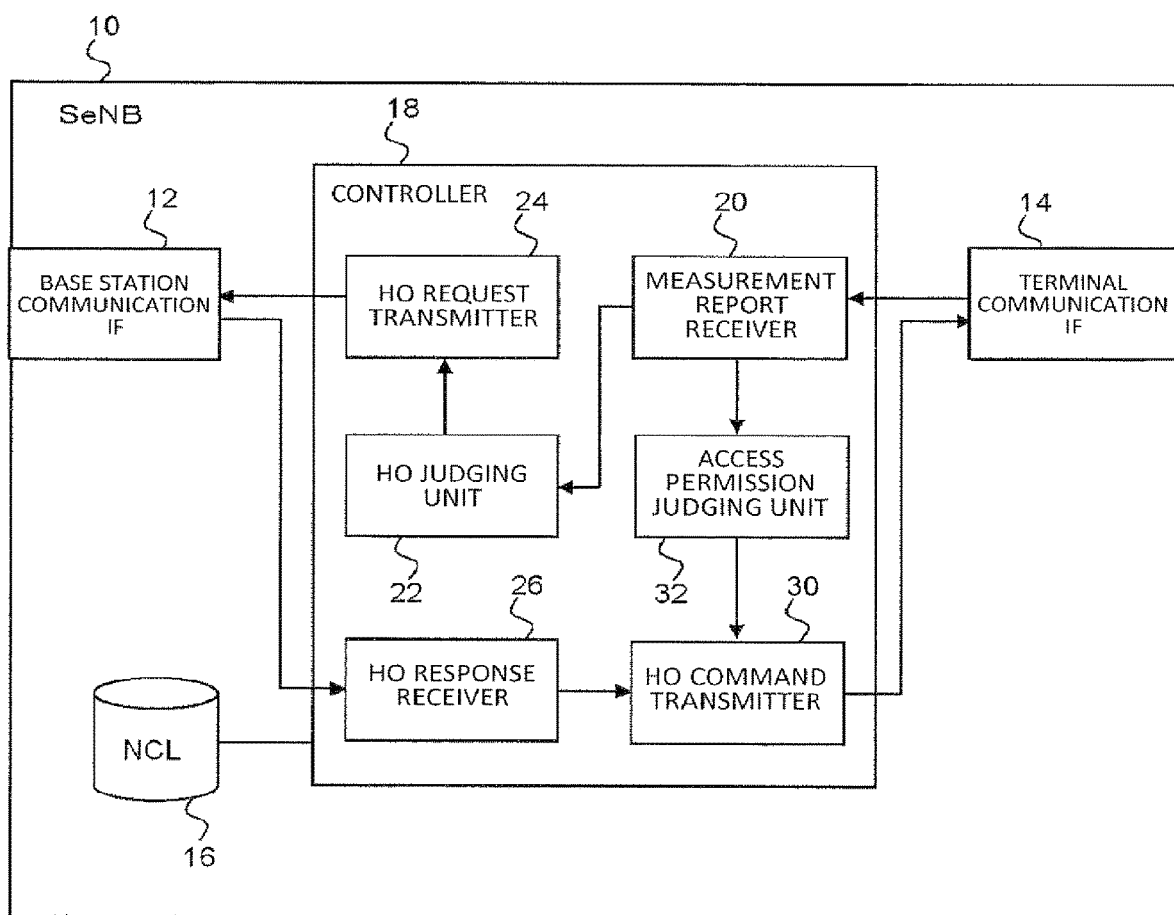 10
SeNB
18
CONTROLLER
12
24
20
14
BASE STATION
COMMUNICATION
IF
HO REQUEST
TRANSMITTER
MEASUREMENT
REPORT
RECEIVER
TERMINAL
COMMUNICATION
IF
HO JUDGING
UNIT
ACCESS
PERMISSION
JUDGING UNIT
22
26
32
30
HO RESPONSE
RECEIVER
HO COMMAND
TRANSMITTER
NCL
16